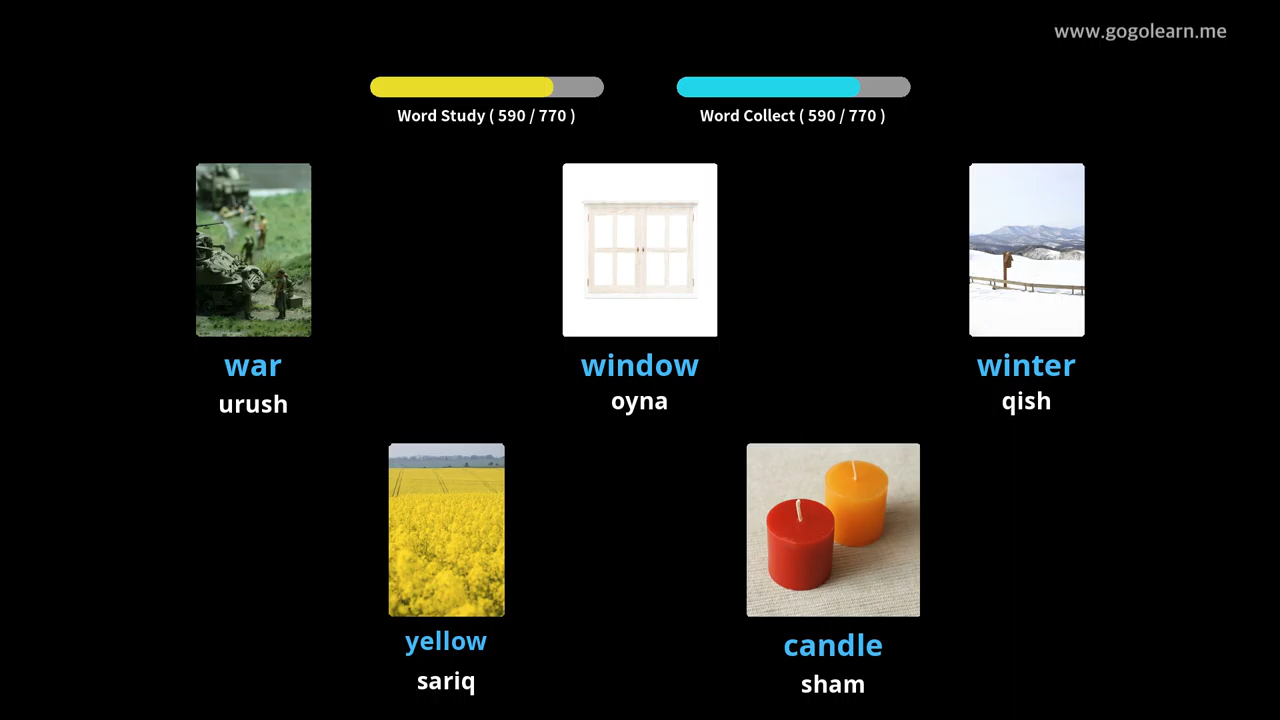 www.gogolearn.me
Word Study ( 590 / 770 )
Word Collect ( 590 / 770 )
war
urush
window
oyna
winter
qish
yellow
sariq
candle
sham